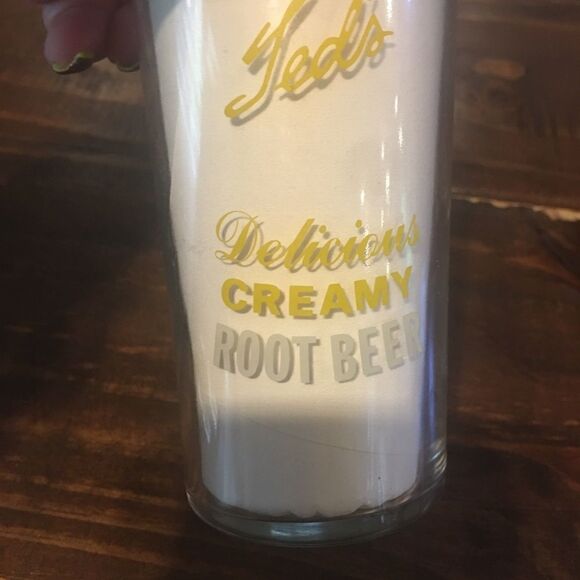 Ted's
Delicious
CREAMY
ROOT BEER